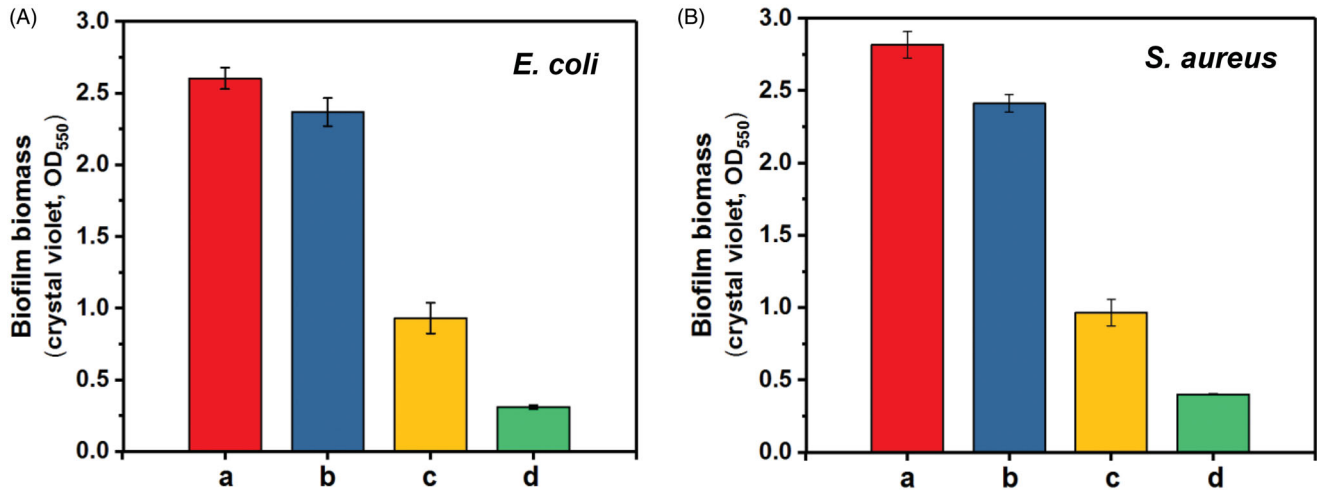 (A)
E. coli
Biofilm biomass
(crystal violet, OD550)
3.0
2.5
2.0
1.5
1.0
0.5
0.0
a b c d
(B)
S. aureus
Biofilm biomass
(crystal violet, OD550)
3.0
2.5
2.0
1.5
1.0
0.5
0.0
a b c d